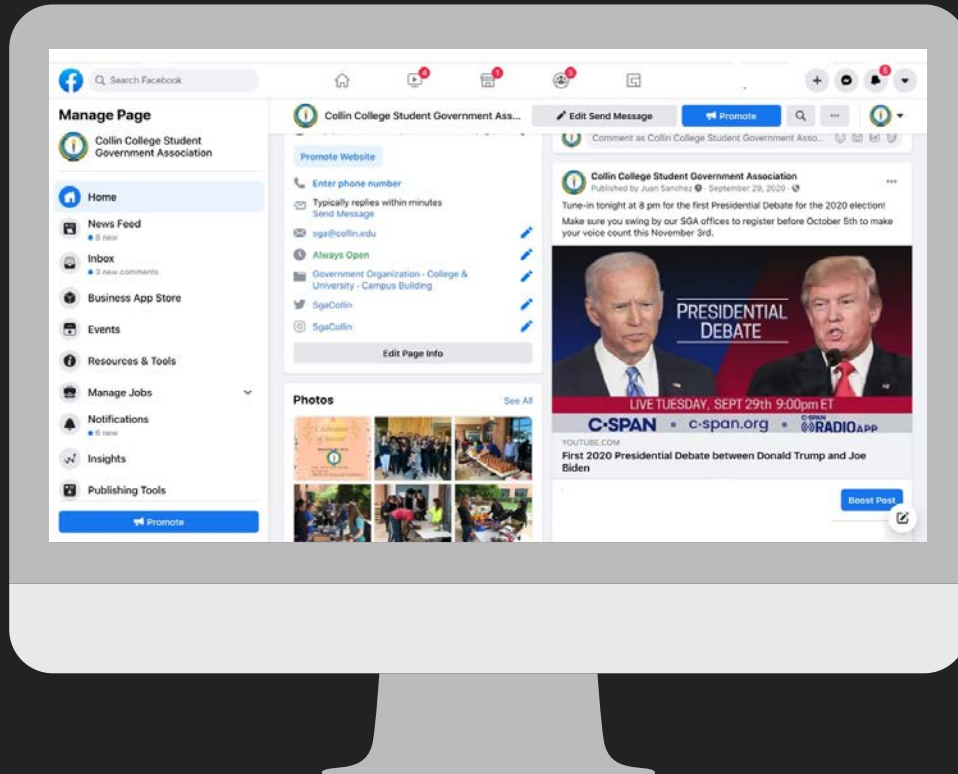 Search Facebook
4
1
3
6
Manage Page
Collin College Student
Government Association
Home
News Feed
8 new
Inbox
3 new comments
Business App Store
Events
Resources & Tools
Manage Jobs
Notifications
6 new
Insights
Publishing Tools
Promote
Collin College Student Government Ass...
Edit Send Message
Promote
Promote Website
Enter phone number
Typically replies within minutes
Send Message
sga@collin.edu
Always Open
Government Organization · College &
University · Campus Building
SgaCollin
SgaCollin
Edit Page Info
Photos
See All
Celebration
Comment as Collin College Student Government Asso...
Collin College Student Government Association
Published by Juan Sanchez · September 29, 2020 ·
Tune-in tonight at 8 pm for the first Presidential Debate for the 2020 election!
Make sure you swing by our SGA offices to register before October 5th to make
your voice count this November 3rd.
PRESIDENTIAL
DEBATE
LIVE TUESDAY, SEPT 29th 9:00pm ET
C-SPAN • c-span.org • C-SPAN RADIO APP
YOUTUBE.COM
First 2020 Presidential Debate between Donald Trump and Joe
Biden
Boost Post